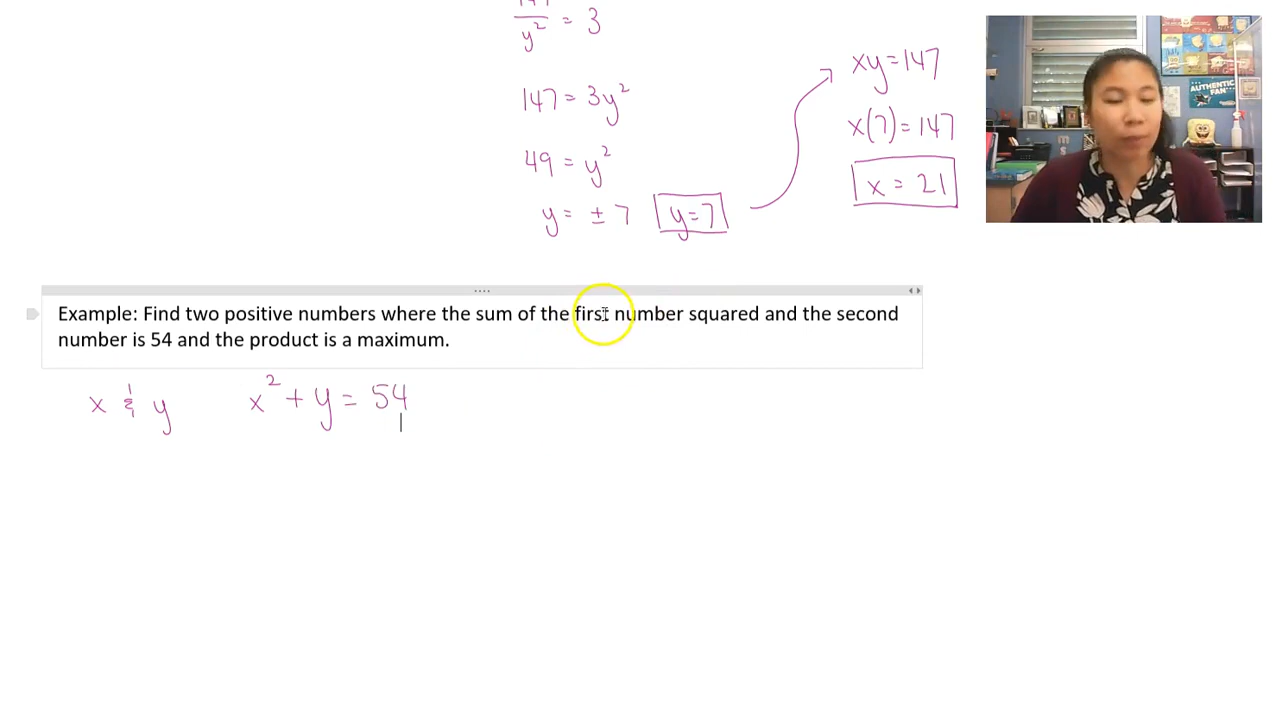 / y² = 3
147 = 3y²
49 = y²
y = ± 7 y=7
xy=147
x(7)=147
x = 21
AUTHENTIC FAN
Example: Find two positive numbers where the sum of the first number squared and the second
number is 54 and the product is a maximum.
x & y x² + y = 54